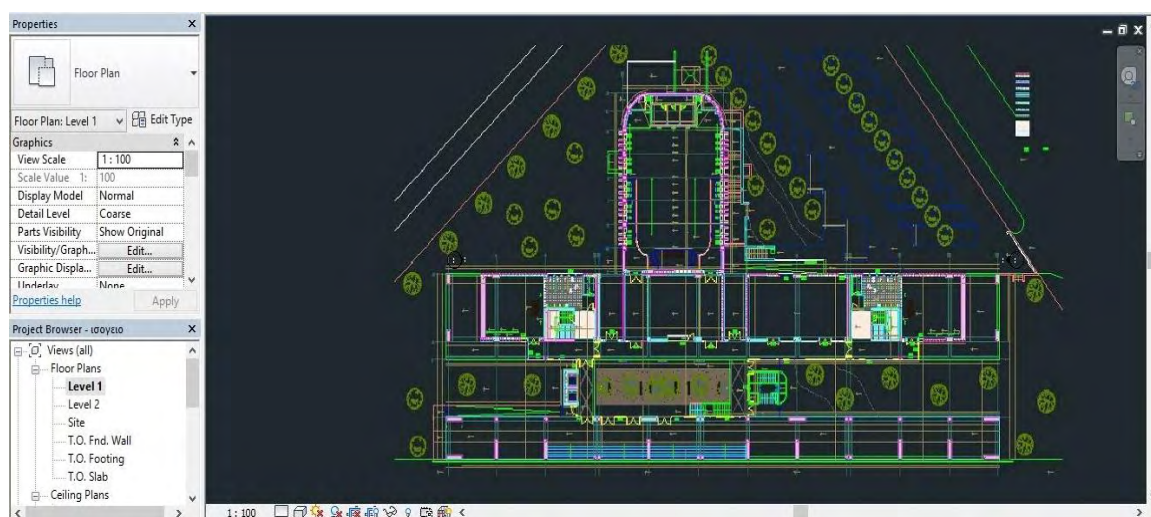 Properties
Floor Plan
Floor Plan: Level 1
Edit Type
Graphics
View Scale 1 : 100
Scale Value 1: 100
Display Model Normal
Detail Level Coarse
Parts Visibility Show Original
Visibility/Graph... Edit...
Graphic Displa... Edit...
Underlay None
Properties help Apply
Project Browser - ισογειο
Views (all)
Floor Plans
Level 1
Level 2
Site
T.O. Fnd. Wall
T.O. Footing
T.O. Slab
Ceiling Plans
1 : 100